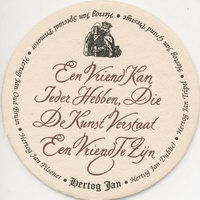 Een Vriend Kan
Ieder Hebben, Die
De Kunst Verstaat
Een Vriend Te Zijn
Hertog Jan
• Hertog Jan Pilsener • Hertog Jan Oud Bruin • Hertog Jan Speciaal Primator • Hertog Jan Grand Prestige • Hertog Jan Tripel • Hertog Jan Dubbel •